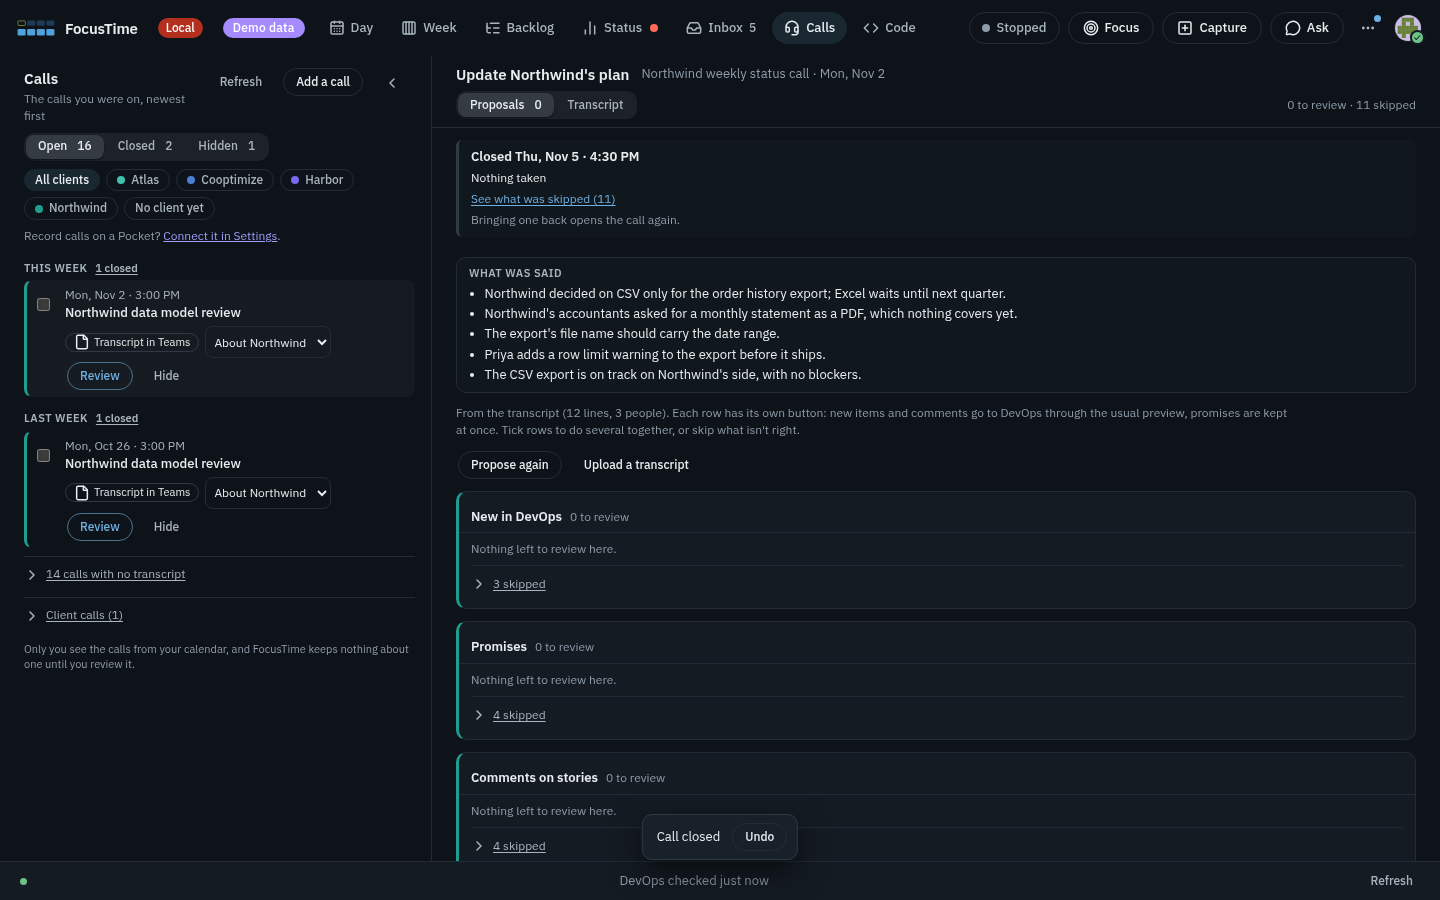 FocusTime
Local
Demo data
Day
Week
Backlog
Status
Inbox 5
Calls
Code
Stopped
Focus
Capture
Ask
Calls
The calls you were on, newest
first
Refresh
Add a call
Open 16
Closed 2
Hidden 1
All clients
Atlas
Cooptimize
Harbor
Northwind
No client yet
Record calls on a Pocket? Connect it in Settings.
THIS WEEK 1 closed
Mon, Nov 2 · 3:00 PM
Northwind data model review
Transcript in Teams
About Northwind
Review
Hide
LAST WEEK 1 closed
Mon, Oct 26 · 3:00 PM
Northwind data model review
Transcript in Teams
About Northwind
Review
Hide
14 calls with no transcript
Client calls (1)
Only you see the calls from your calendar, and FocusTime keeps nothing about
one until you review it.
Update Northwind's plan
Northwind weekly status call · Mon, Nov 2
Proposals 0
Transcript
0 to review · 11 skipped
Closed Thu, Nov 5 · 4:30 PM
Nothing taken
See what was skipped (11)
Bringing one back opens the call again.
WHAT WAS SAID
• Northwind decided on CSV only for the order history export; Excel waits until next quarter.
• Northwind's accountants asked for a monthly statement as a PDF, which nothing covers yet.
• The export's file name should carry the date range.
• Priya adds a row limit warning to the export before it ships.
• The CSV export is on track on Northwind's side, with no blockers.
From the transcript (12 lines, 3 people). Each row has its own button: new items and comments go to DevOps through the usual preview, promises are kept
at once. Tick rows to do several together, or skip what isn't right.
Propose again
Upload a transcript
New in DevOps 0 to review
Nothing left to review here.
3 skipped
Promises 0 to review
Nothing left to review here.
4 skipped
Comments on stories 0 to review
Nothing left to review here.
4 skipped
Call closed
Undo
DevOps checked just now
Refresh